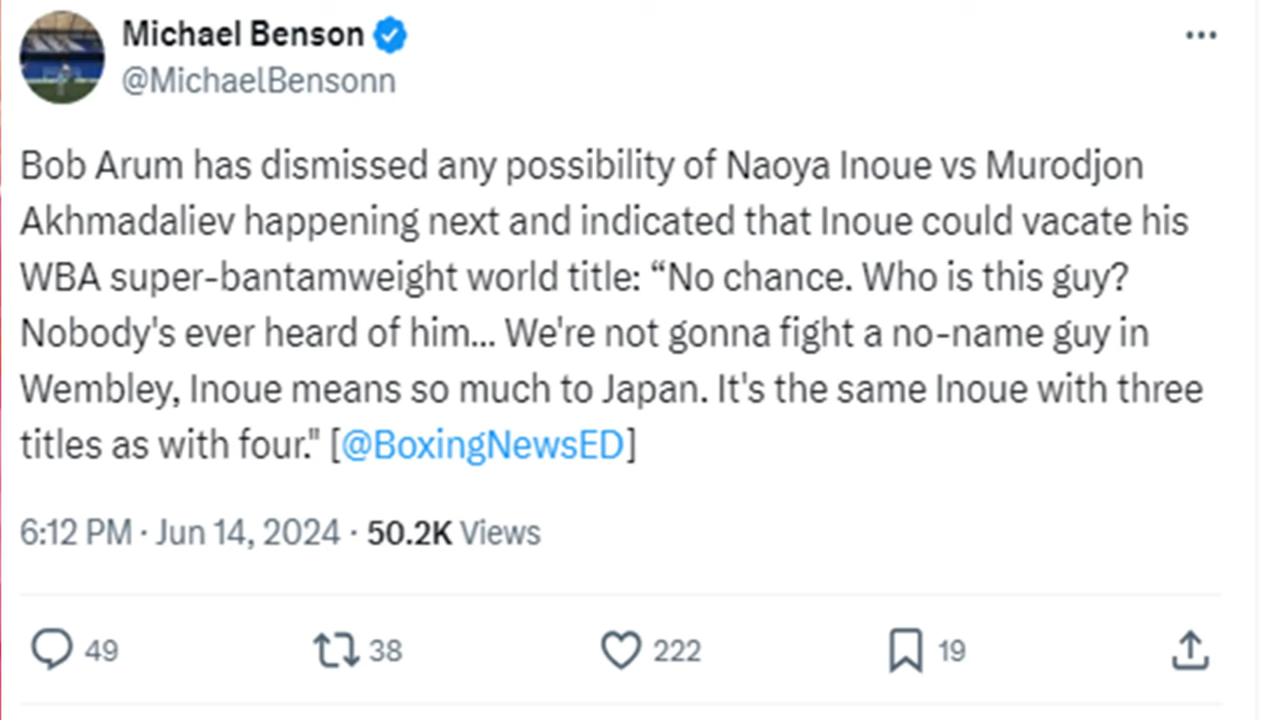 Michael Benson
@MichaelBensonn
Bob Arum has dismissed any possibility of Naoya Inoue vs Murodjon
Akhmadaliev happening next and indicated that Inoue could vacate his
WBA super-bantamweight world title: “No chance. Who is this guy?
Nobody's ever heard of him... We're not gonna fight a no-name guy in
Wembley, Inoue means so much to Japan. It's the same Inoue with three
titles as with four." [@BoxingNewsED]
6:12 PM · Jun 14, 2024 · 50.2K Views
49 38 222 19